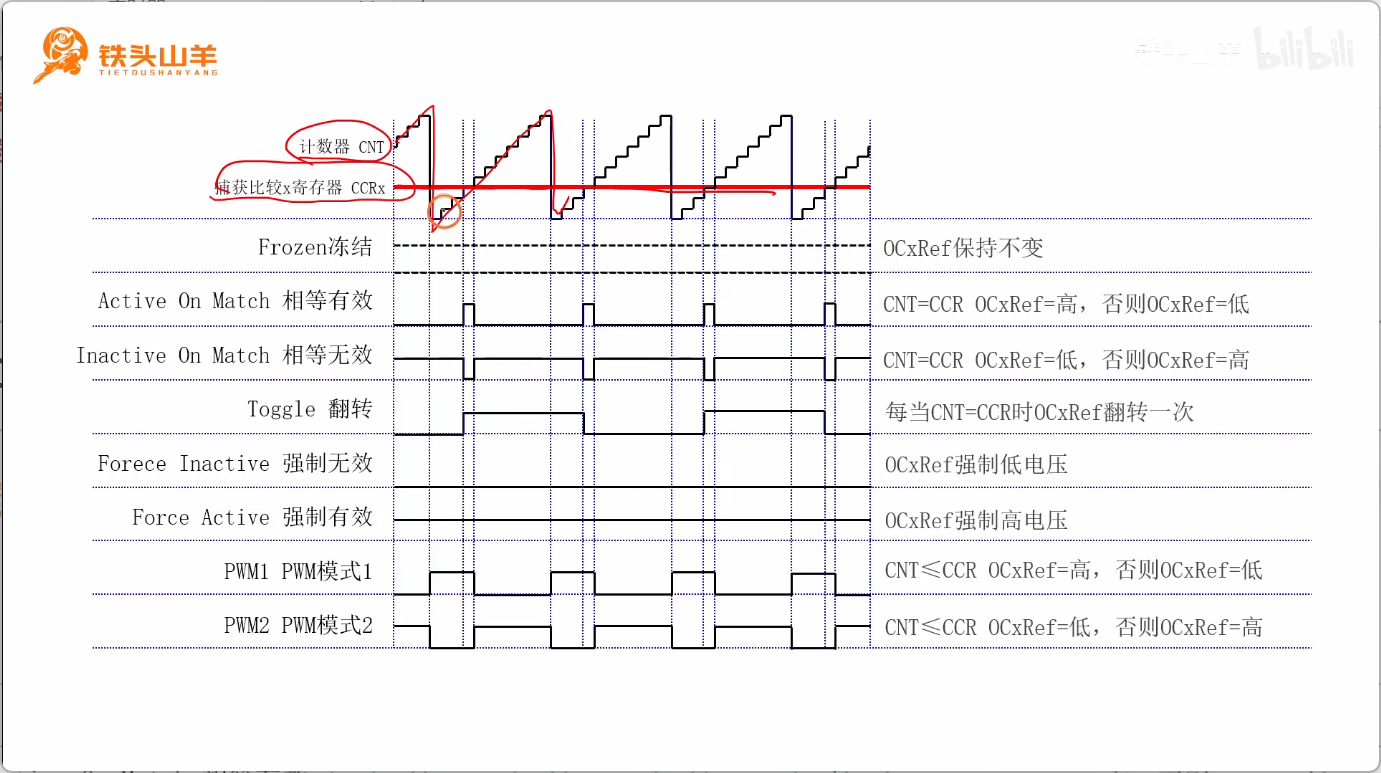 铁头山羊
TIETOUSHANYANG
bilibili
计数器 CNT
捕获比较x寄存器 CCRx
Frozen冻结
OCxRef保持不变
Active On Match 相等有效
CNT=CCR OCxRef=高，否则OCxRef=低
Inactive On Match 相等无效
CNT=CCR OCxRef=低，否则OCxRef=高
Toggle 翻转
每当CNT=CCR时OCxRef翻转一次
Forece Inactive 强制无效
OCxRef强制低电压
Force Active 强制有效
OCxRef强制高电压
PWM1 PWM模式1
CNT≤CCR OCxRef=高，否则OCxRef=低
PWM2 PWM模式2
CNT≤CCR OCxRef=低，否则OCxRef=高